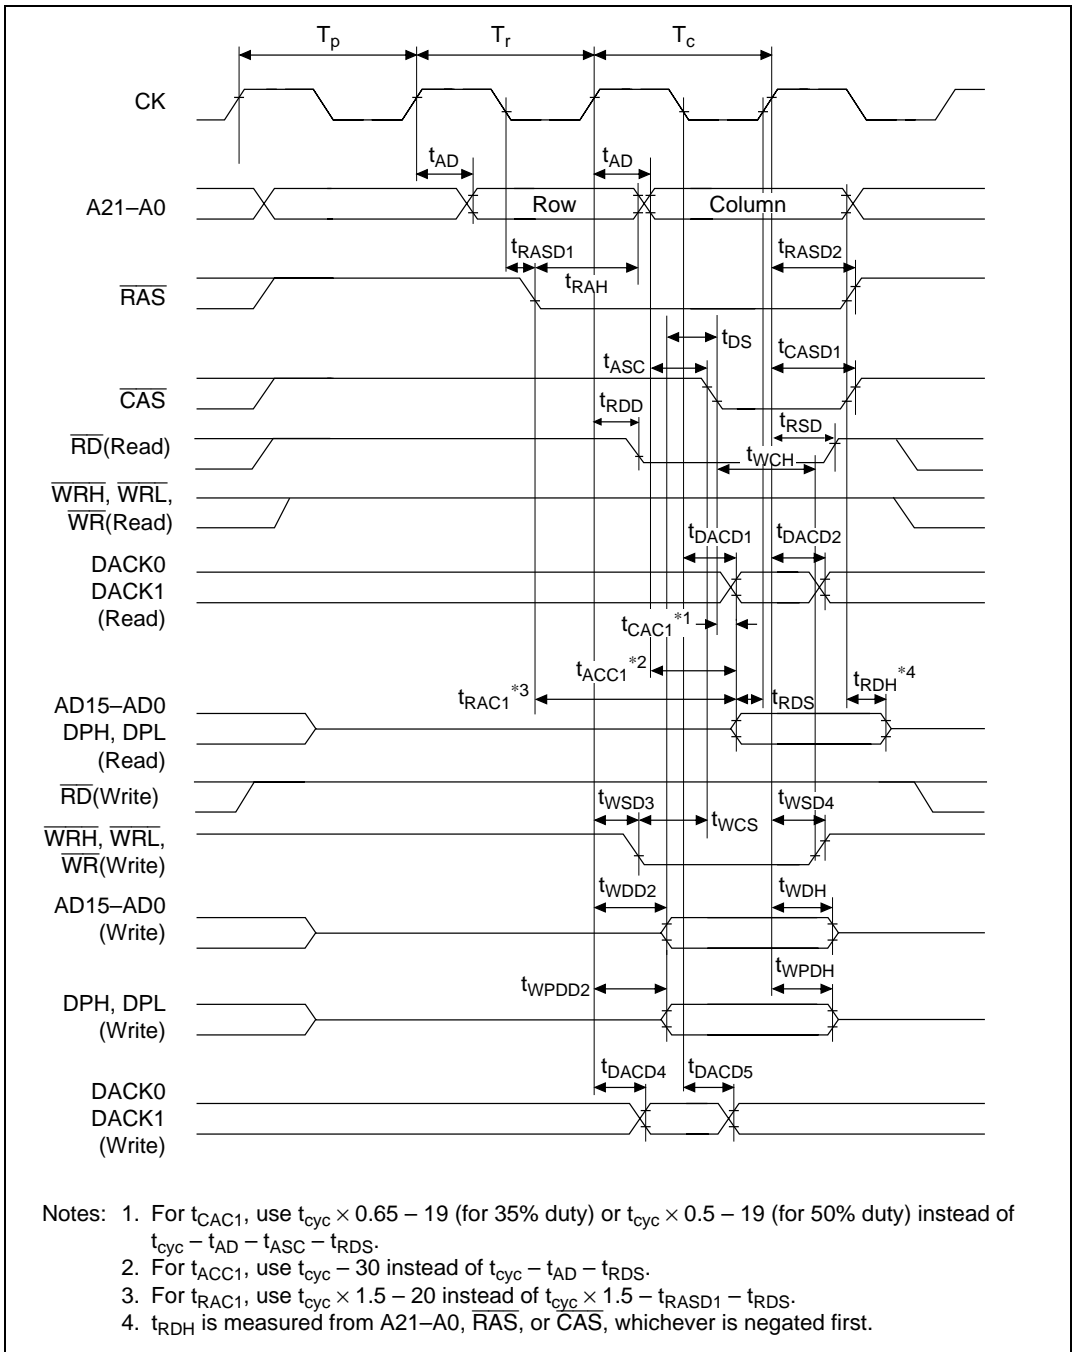 Tp Tr Tc
CK
tAD tAD
A21–A0 Row Column
tRASD1 tRASD2
RAS tRAH
tDS
tASC tCASD1
CAS
tRDD tRSD
RD(Read) tWCH
WRH, WRL,
WR(Read)
tDACD1 tDACD2
DACK0
DACK1
(Read)
tCAC1*1
tACC1*2
tRAC1*3 tRDS tRDH*4
AD15–AD0
DPH, DPL
(Read)
RD(Write)
tWSD3 tWCS tWSD4
WRH, WRL,
WR(Write)
tWDD2 tWDH
AD15–AD0
(Write)
tWPDD2 tWPDH
DPH, DPL
(Write)
tDACD4 tDACD5
DACK0
DACK1
(Write)
Notes: 1. For tCAC1, use tcyc × 0.65 – 19 (for 35% duty) or tcyc × 0.5 – 19 (for 50% duty) instead of
tcyc – tAD – tASC – tRDS.
2. For tACC1, use tcyc – 30 instead of tcyc – tAD – tRDS.
3. For tRAC1, use tcyc × 1.5 – 20 instead of tcyc × 1.5 – tRASD1 – tRDS.
4. tRDH is measured from A21–A0, RAS, or CAS, whichever is negated first.